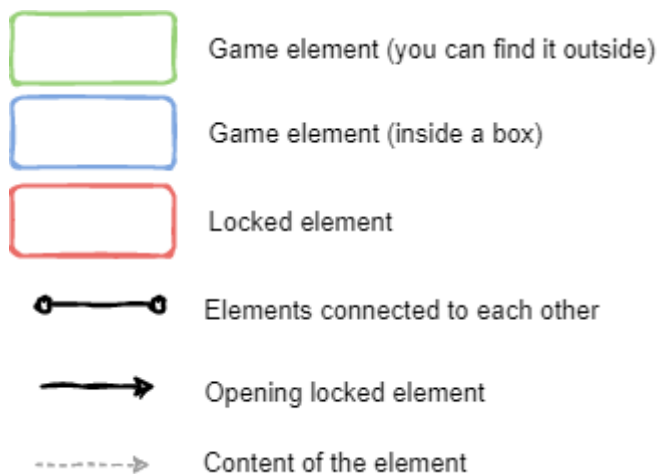 Game element (you can find it outside)
Game element (inside a box)
Locked element
Elements connected to each other
Opening locked element
Content of the element